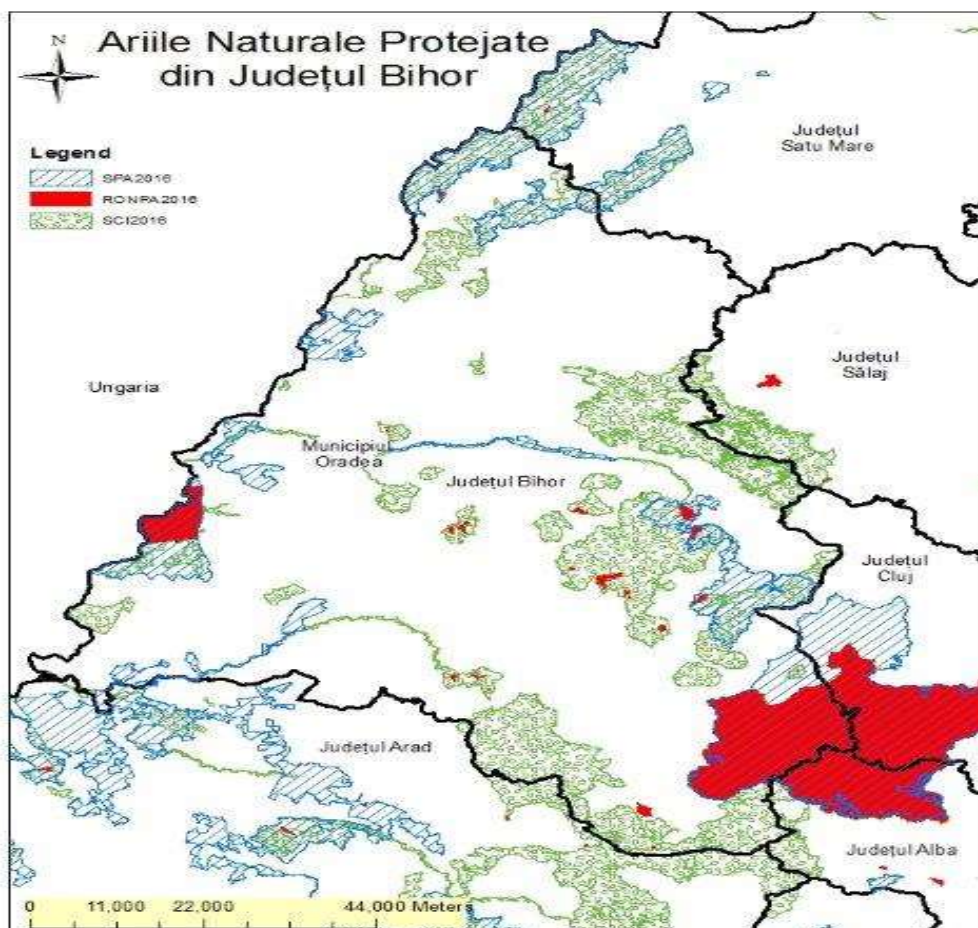 N
Ariile Naturale Protejate
din Județul Bihor
Legend
SPA2016
RONPA2016
SCI2016
Județul
Satu Mare
Județul
Sălaj
Ungaria
Municipiul
Oradea
Județul Bihor
Județul
Cluj
Județul Arad
Județul Alba
0 11,000 22,000 44,000 Meters